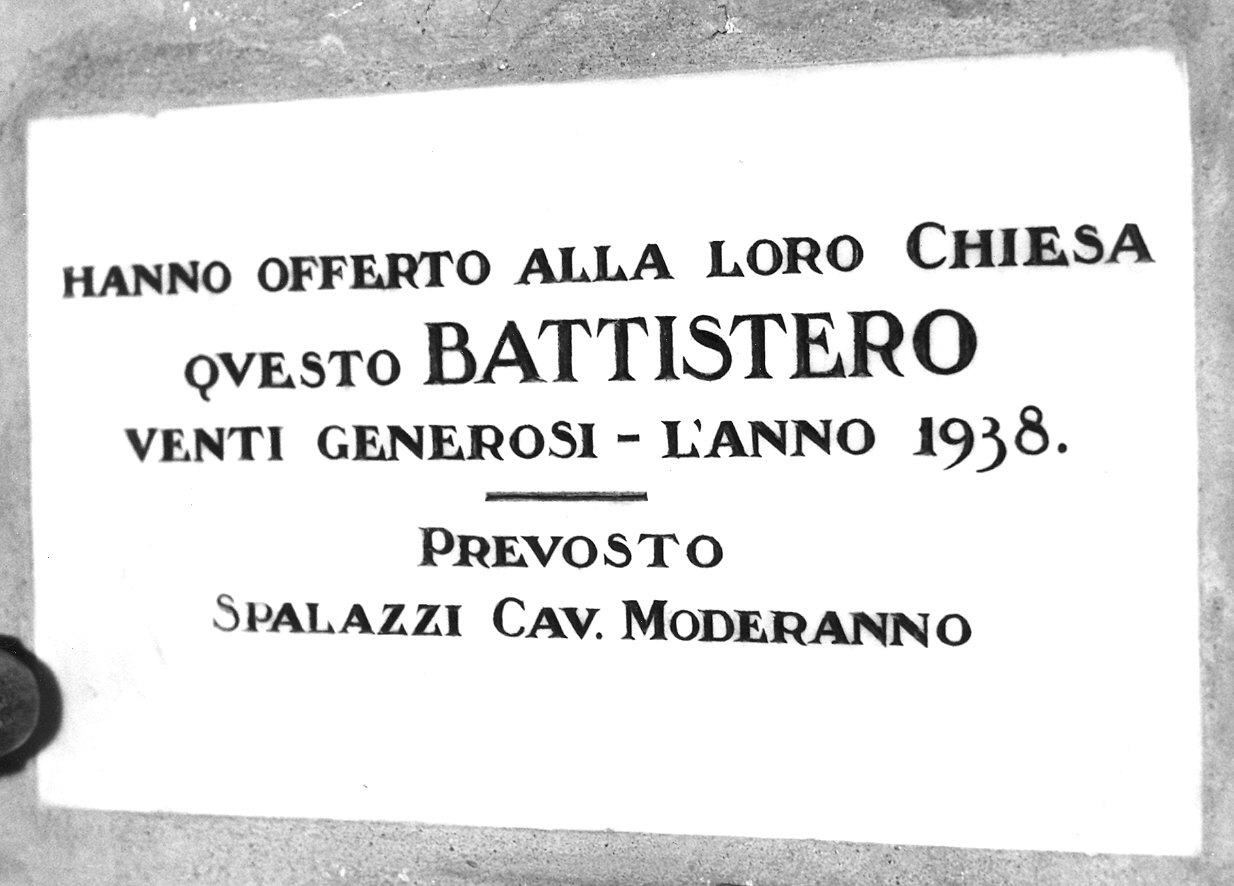 HANNO OFFERTO ALLA LORO CHIESA
QVESTO BATTISTERO
VENTI GENEROSI - L'ANNO 1938.
PREVOSTO
SPALAZZI CAV. MODERANNO